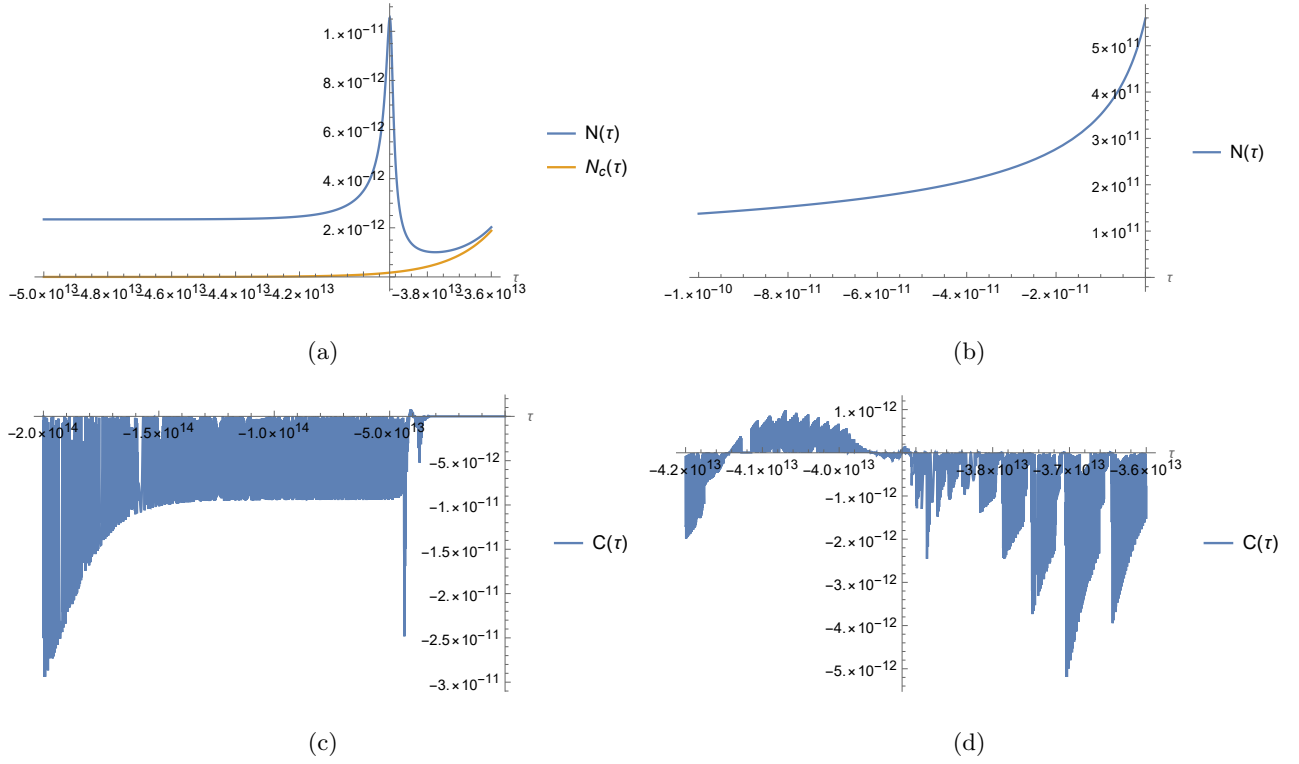 1.×10⁻¹¹
8.×10⁻¹²
6.×10⁻¹²
4.×10⁻¹²
2.×10⁻¹²
-5.0×10¹³ -4.8×10¹³ -4.6×10¹³ -4.4×10¹³ -4.2×10¹³ -3.8×10¹³ -3.6×10¹³
τ
N(τ)
N_c(τ)
(a)
5×10¹¹
4×10¹¹
3×10¹¹
2×10¹¹
1×10¹¹
-1.×10⁻¹⁰ -8.×10⁻¹¹ -6.×10⁻¹¹ -4.×10⁻¹¹ -2.×10⁻¹¹
τ
N(τ)
(b)
τ
-2.0×10¹⁴ -1.5×10¹⁴ -1.0×10¹⁴ -5.0×10¹³
-5.×10⁻¹²
-1.×10⁻¹¹
-1.5×10⁻¹¹
-2.×10⁻¹¹
-2.5×10⁻¹¹
-3.×10⁻¹¹
C(τ)
(c)
1.×10⁻¹²
τ
-4.2×10¹³ -4.1×10¹³ -4.0×10¹³ -3.8×10¹³ -3.7×10¹³ -3.6×10¹³
-1.×10⁻¹²
-2.×10⁻¹²
-3.×10⁻¹²
-4.×10⁻¹²
-5.×10⁻¹²
C(τ)
(d)